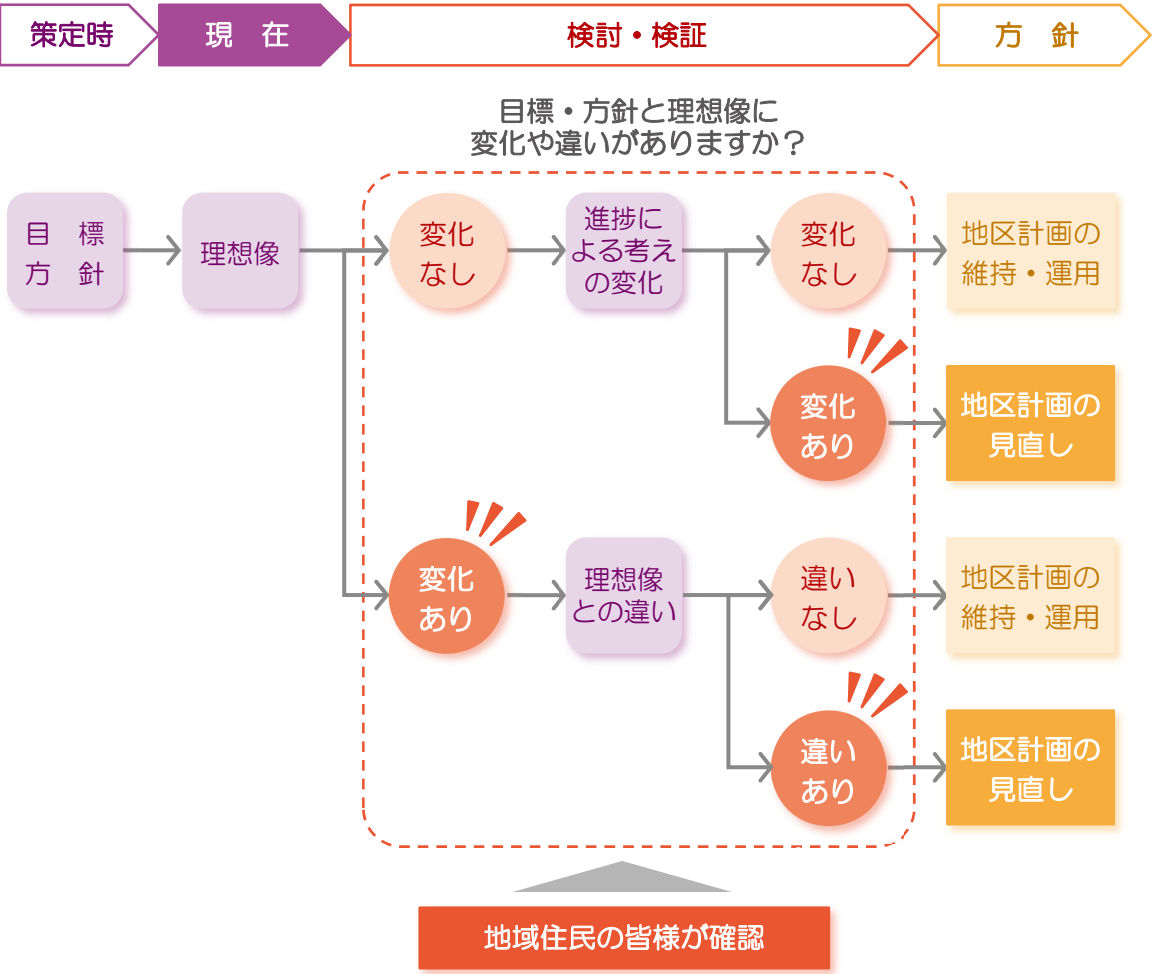 策定時
現　在
検討・検証
方　針
目標・方針と理想像に
変化や違いがありますか？
目　標
方　針
理想像
変化
なし
進捗に
よる考え
の変化
変化
なし
地区計画の
維持・運用
変化
あり
地区計画の
見直し
変化
あり
理想像
との違い
違い
なし
地区計画の
維持・運用
違い
あり
地区計画の
見直し
地域住民の皆様が確認